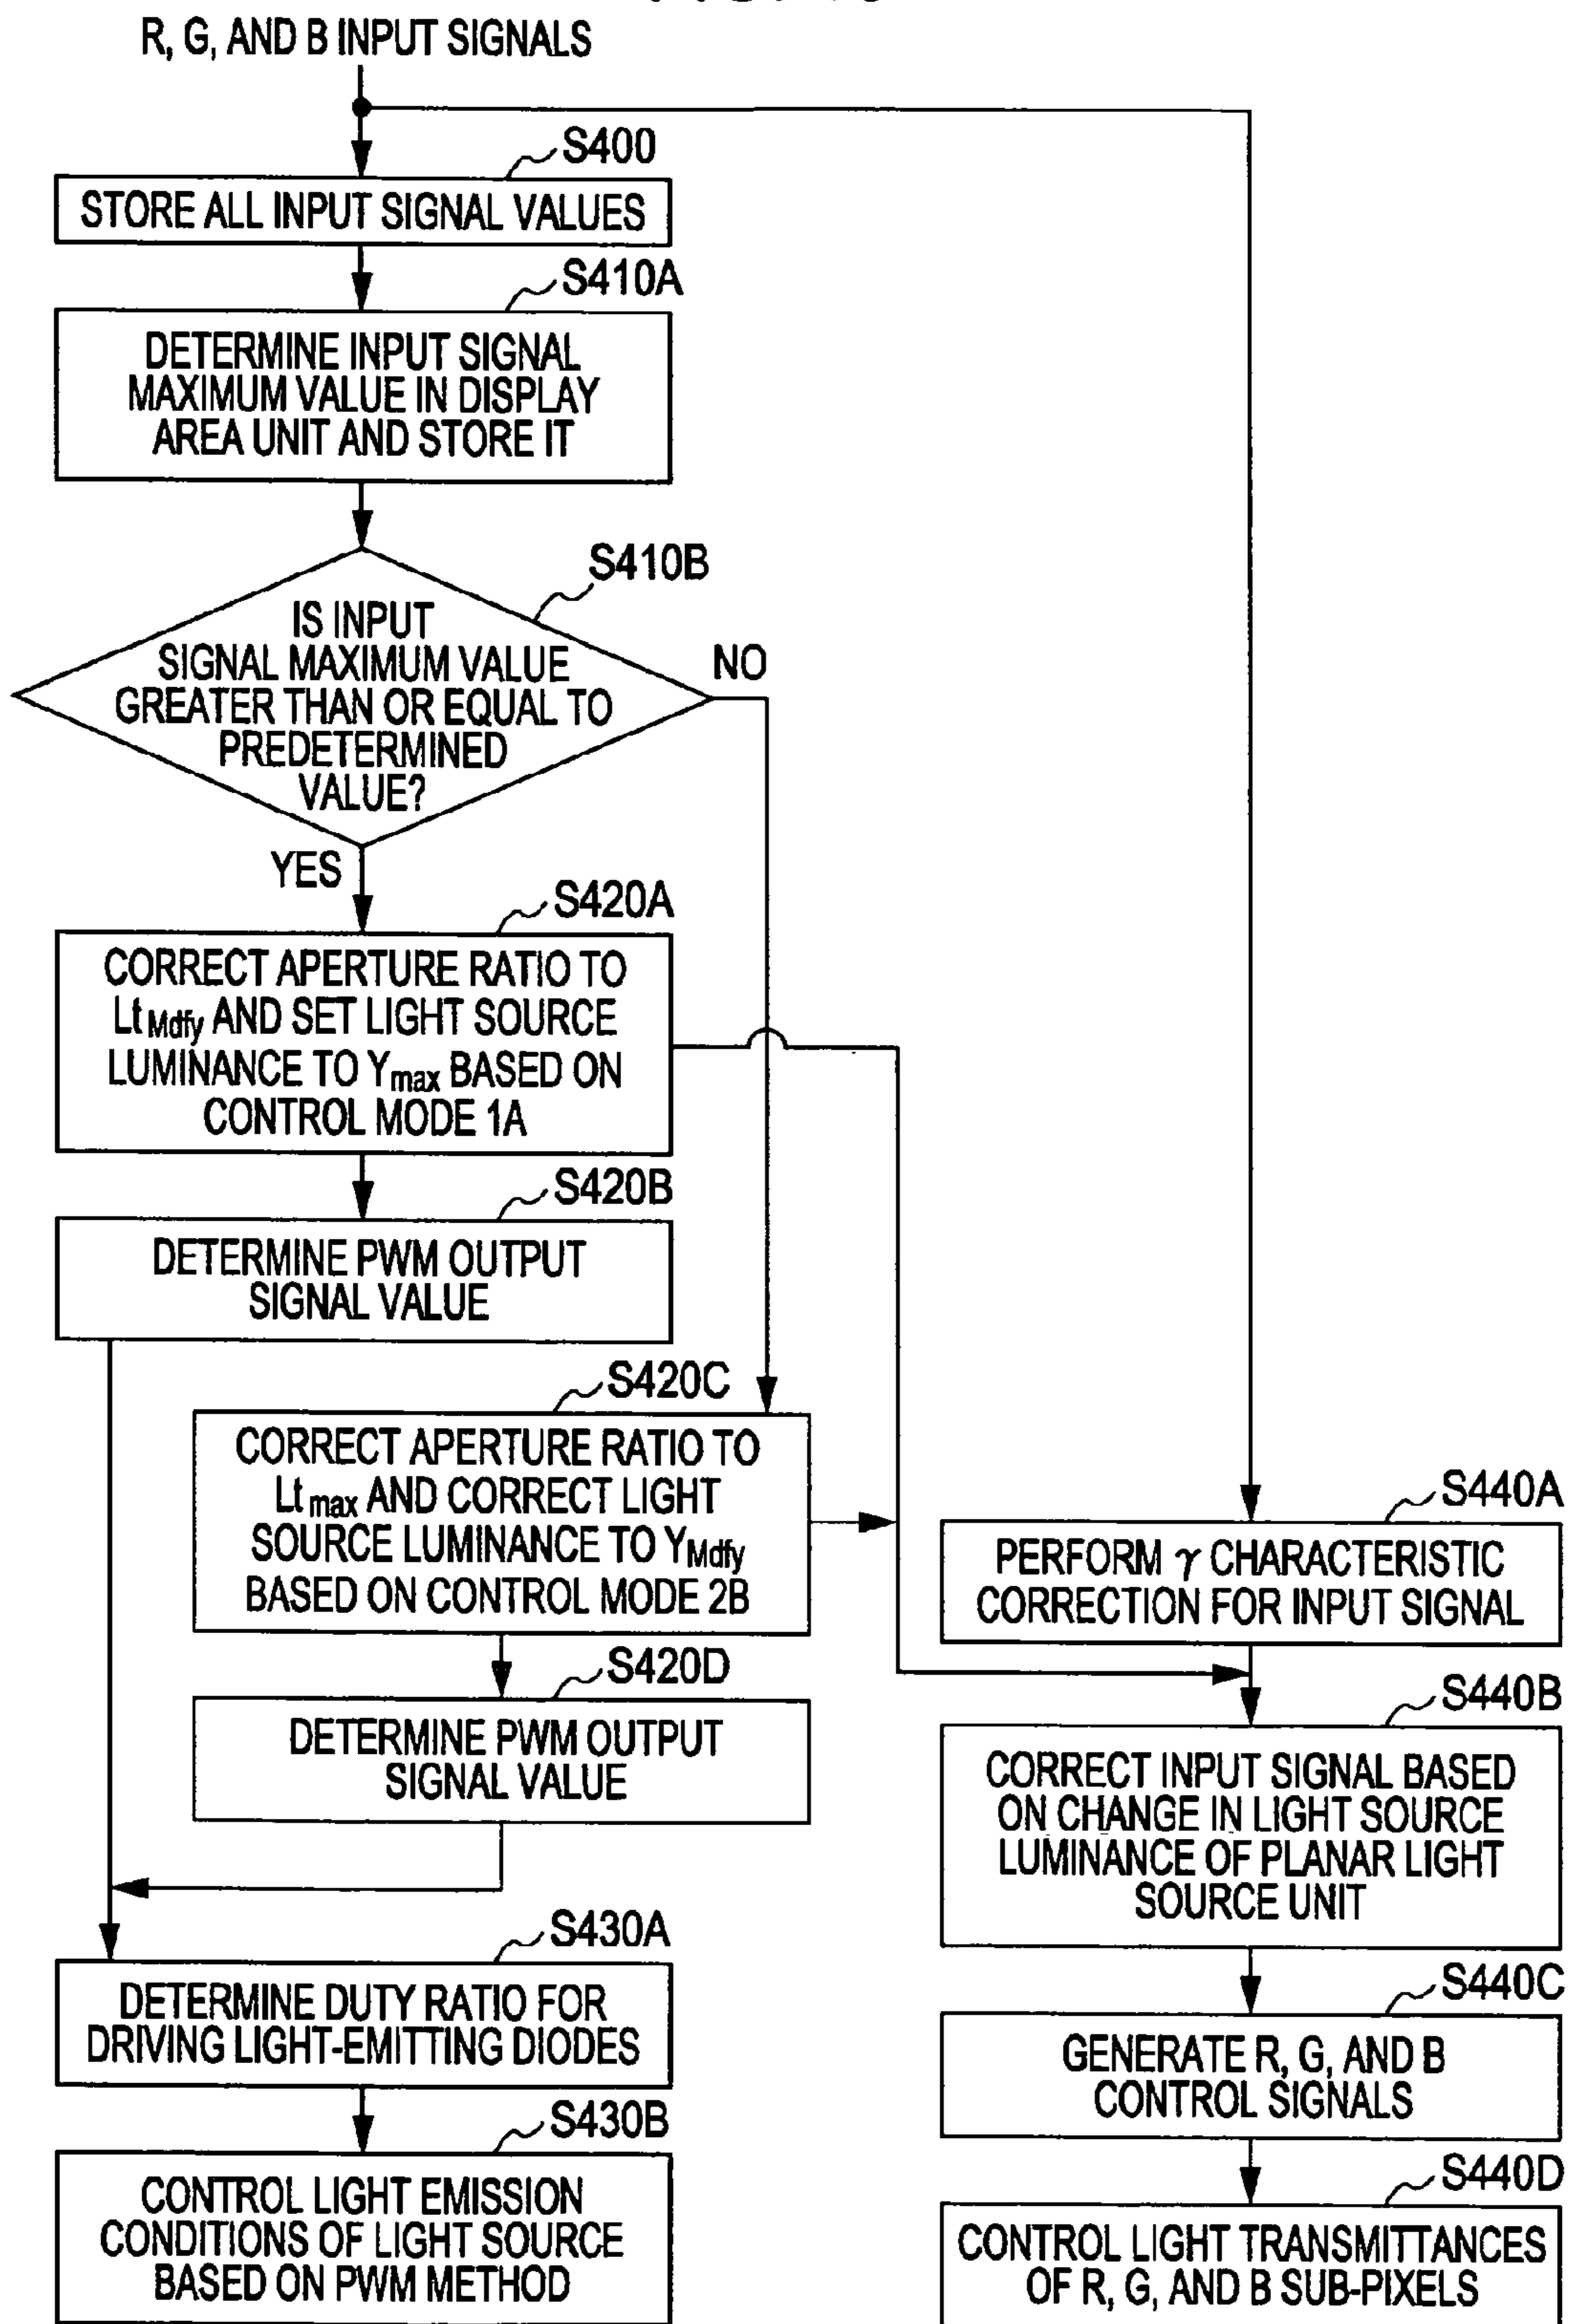 R, G, AND B INPUT SIGNALS
S400
STORE ALL INPUT SIGNAL VALUES
S410A
DETERMINE INPUT SIGNAL
MAXIMUM VALUE IN DISPLAY
AREA UNIT AND STORE IT
S410B
IS INPUT
SIGNAL MAXIMUM VALUE
GREATER THAN OR EQUAL TO
PREDETERMINED
VALUE?
NO
YES
S420A
CORRECT APERTURE RATIO TO
Lt Mdfy AND SET LIGHT SOURCE
LUMINANCE TO Ymax BASED ON
CONTROL MODE 1A
S420B
DETERMINE PWM OUTPUT
SIGNAL VALUE
S420C
CORRECT APERTURE RATIO TO
Lt max AND CORRECT LIGHT
SOURCE LUMINANCE TO YMdfy
BASED ON CONTROL MODE 2B
S420D
DETERMINE PWM OUTPUT
SIGNAL VALUE
S430A
DETERMINE DUTY RATIO FOR
DRIVING LIGHT-EMITTING DIODES
S430B
CONTROL LIGHT EMISSION
CONDITIONS OF LIGHT SOURCE
BASED ON PWM METHOD
S440A
PERFORM γ CHARACTERISTIC
CORRECTION FOR INPUT SIGNAL
S440B
CORRECT INPUT SIGNAL BASED
ON CHANGE IN LIGHT SOURCE
LUMINANCE OF PLANAR LIGHT
SOURCE UNIT
S440C
GENERATE R, G, AND B
CONTROL SIGNALS
S440D
CONTROL LIGHT TRANSMITTANCES
OF R, G, AND B SUB-PIXELS